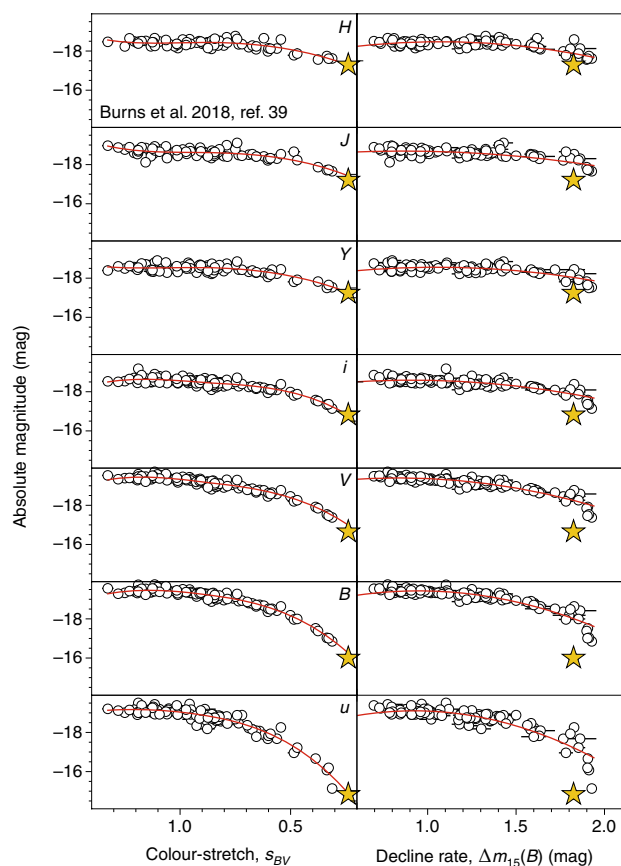 H
-18
-16
Burns et al. 2018, ref. 39
J
-18
-16
Y
-18
-16
i
-18
-16
V
-18
-16
B
-18
-16
u
-18
-16
Absolute magnitude (mag)
1.0 0.5 1.0 1.5 2.0
Colour-stretch, s_BV Decline rate, Δm₁₅(B) (mag)